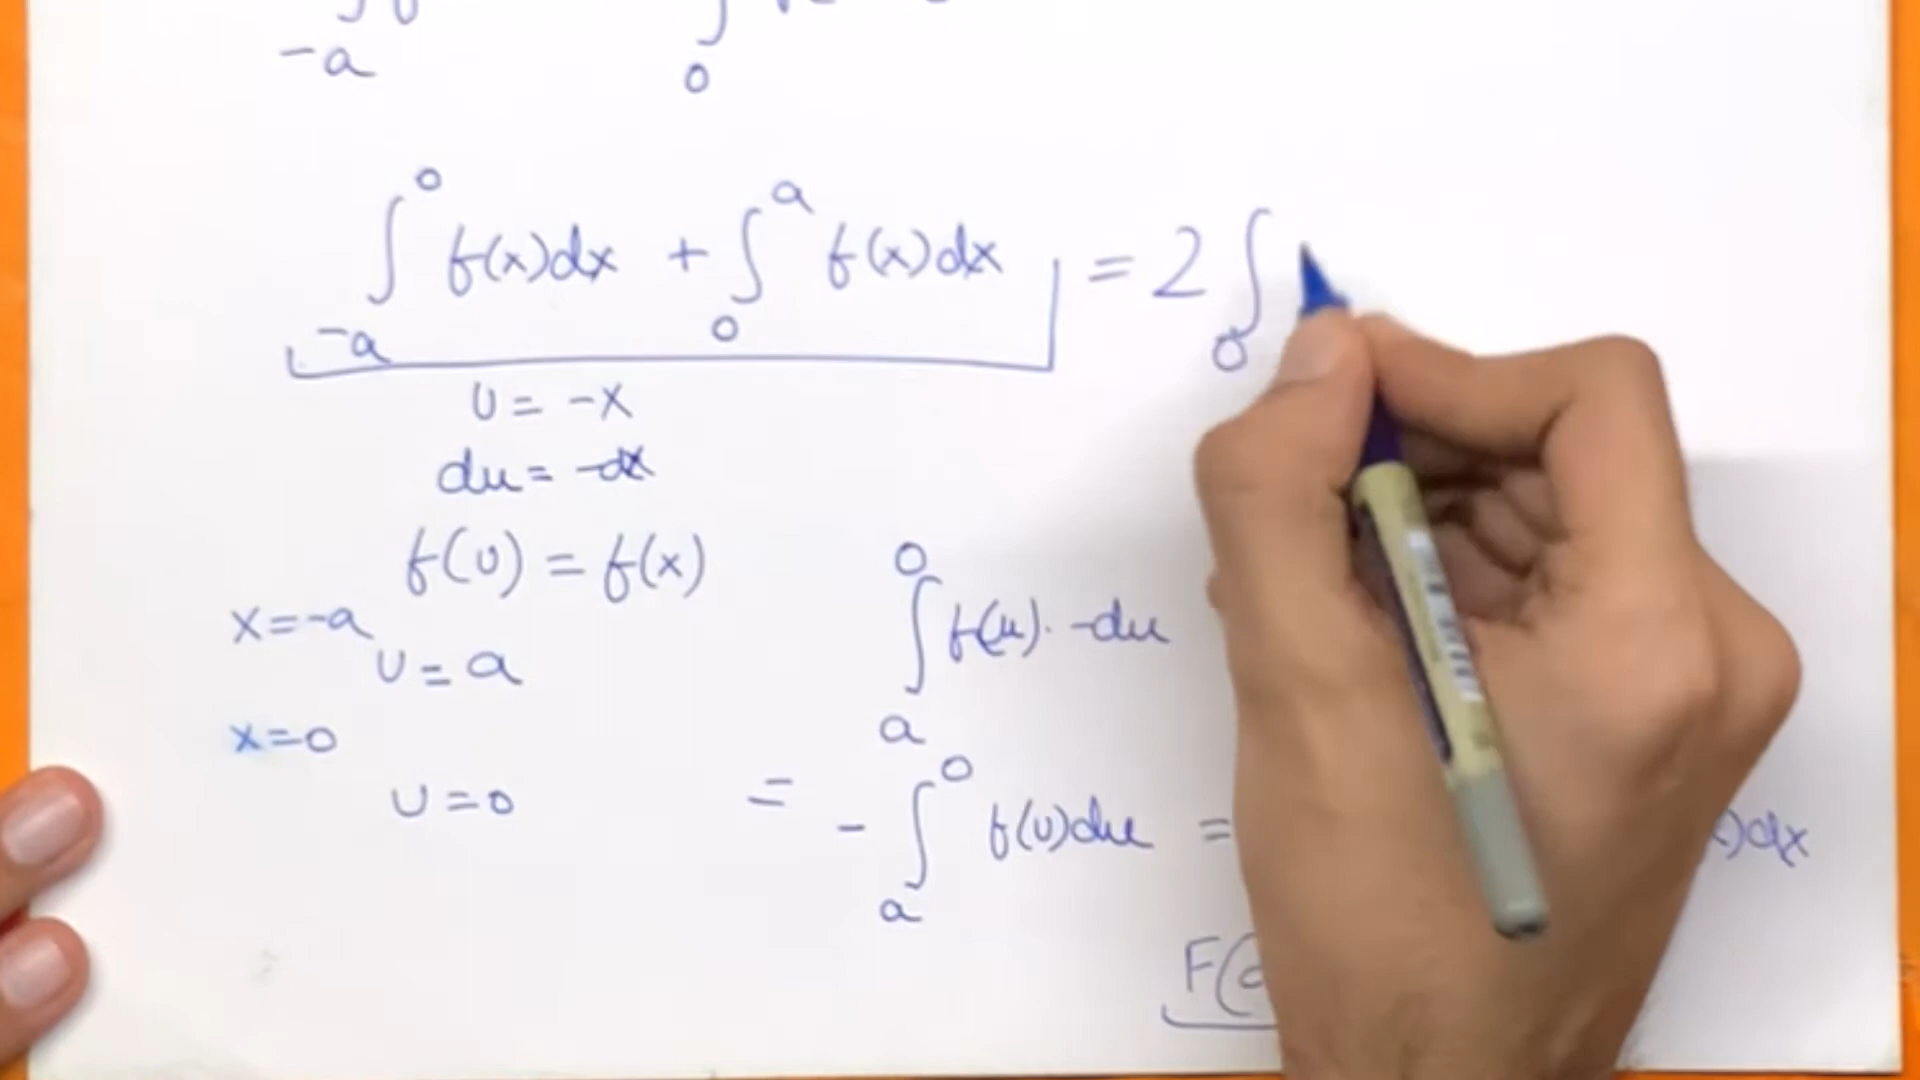 -a 0
∫_{-a}^{0} f(x)dx + ∫_{0}^{a} f(x)dx = 2 ∫_{0}
u = -x
du = -dx
f(u) = f(x)
x = -a
u = a
x = 0
u = 0
∫_{a}^{0} f(u). -du
= - ∫_{a}^{0} f(u)du = )dx
F(